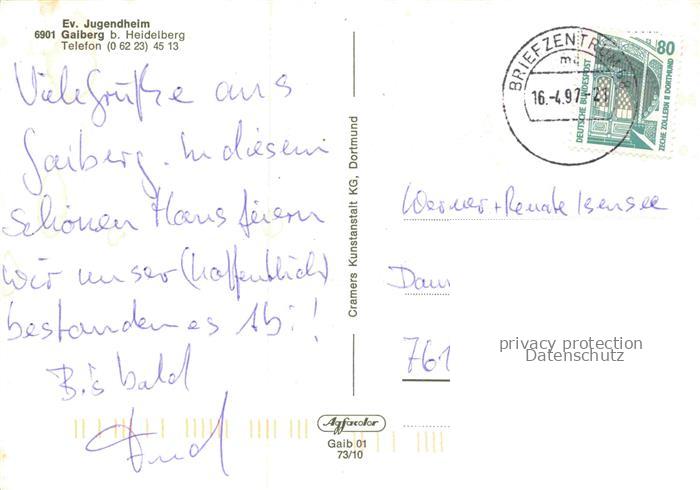 Ev. Jugendheim
6901 Gaiberg b. Heidelberg
Telefon (0 62 23) 45 13
Viele Grüße aus
Gaiberg. In diesem
schönen Haus feiern
wir unser (hoffentlich)
bestandenes Abi!
Bis bald
Cramers Kunstanstalt KG, Dortmund
Agfacolor
Gaib 01
73/10
BRIEFZENTRUM
16.-4.97-21
80
DEUTSCHE BUNDESPOST
ZECHE ZOLLERN II DORTMUND
Werner + Renate Isensee
761
privacy protection
Datenschutz